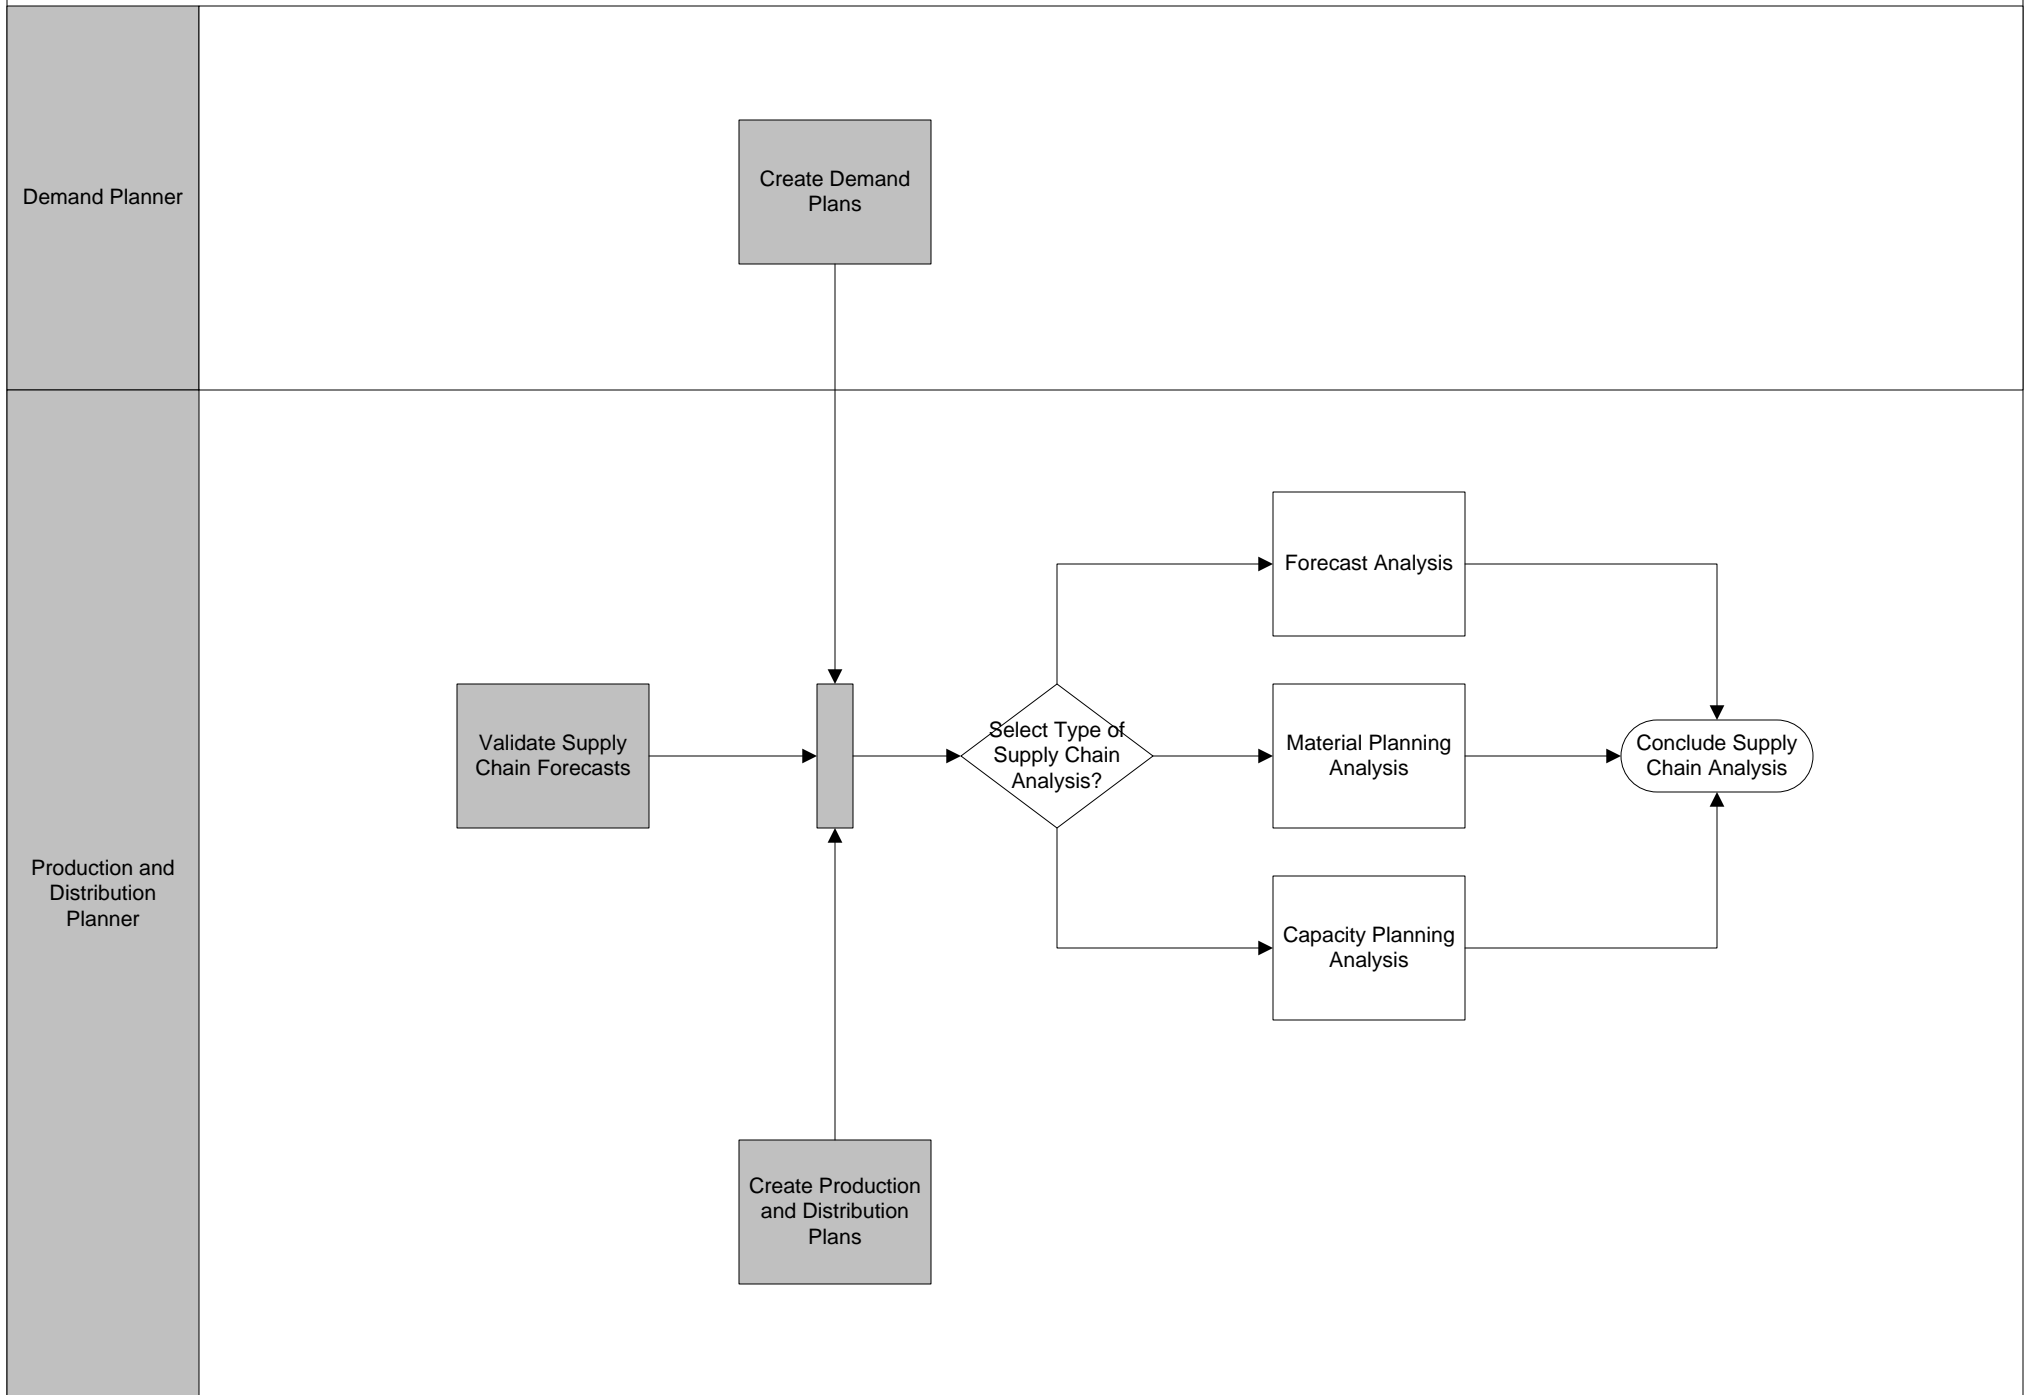 Demand Planner
Create Demand
Plans
Production and
Distribution
Planner
Validate Supply
Chain Forecasts
Select Type of
Supply Chain
Analysis?
Forecast Analysis
Material Planning
Analysis
Capacity Planning
Analysis
Conclude Supply
Chain Analysis
Create Production
and Distribution
Plans